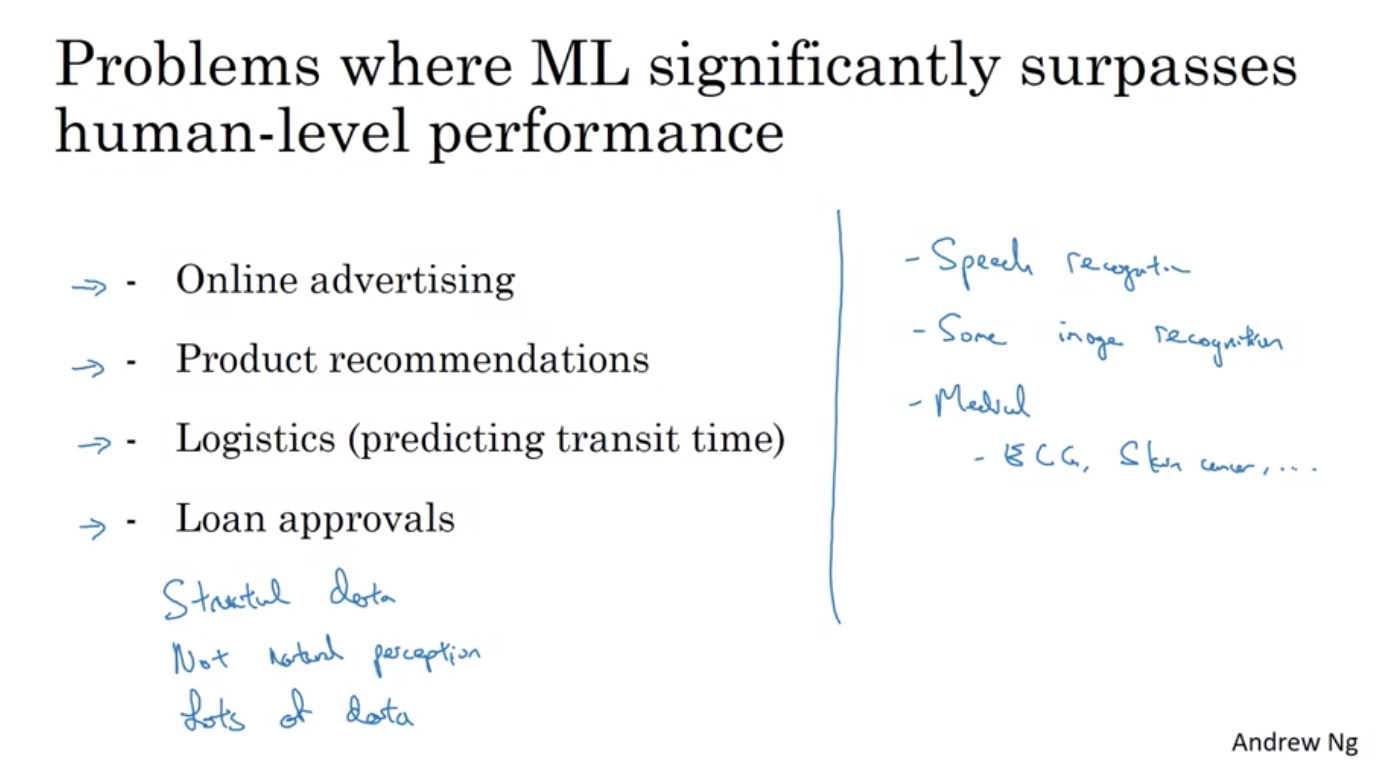 Problems where ML significantly surpasses
human-level performance
- Online advertising
- Product recommendations
- Logistics (predicting transit time)
- Loan approvals
Structured data
Not natural perception
Lots of data
- Speech recognition
- Some image recognition
- Medical
- ECG, Skin cancer, ...
Andrew Ng